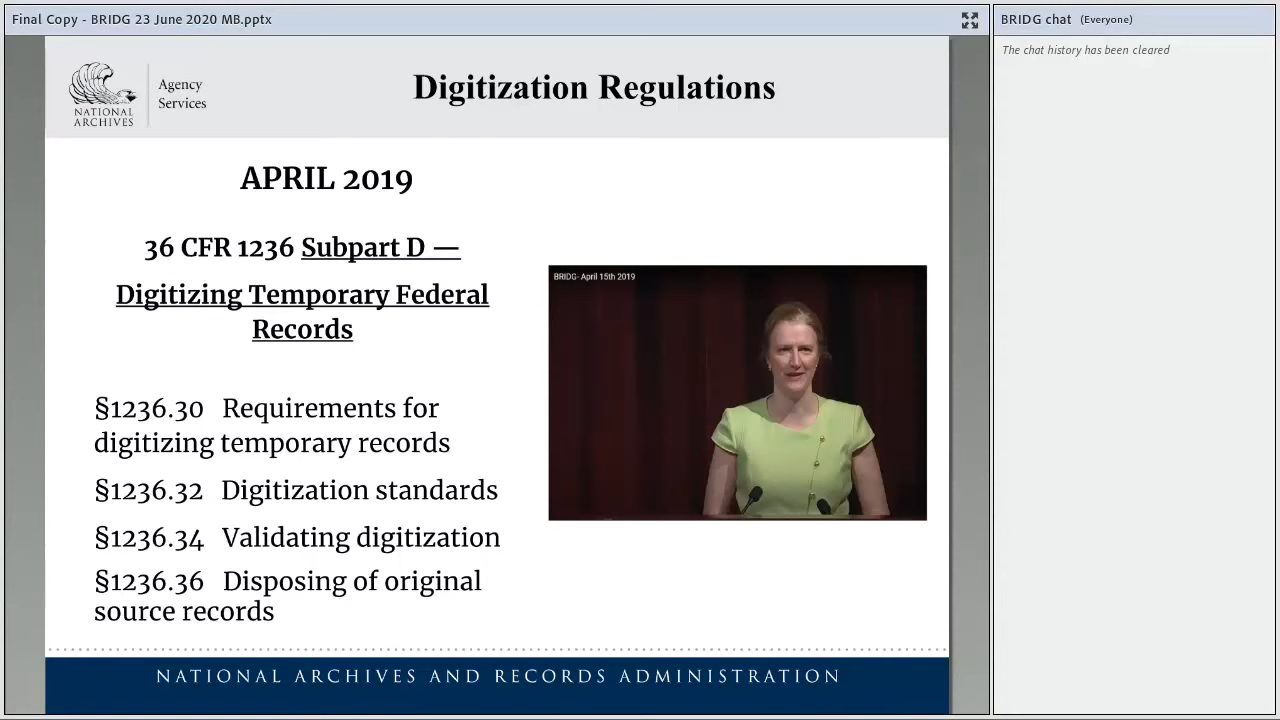 Final Copy - BRIDG 23 June 2020 MB.pptx
BRIDG chat (Everyone)
The chat history has been cleared
NATIONAL
ARCHIVES
Agency
Services
Digitization Regulations
APRIL 2019
36 CFR 1236 Subpart D —
Digitizing Temporary Federal
Records
§1236.30 Requirements for
digitizing temporary records
§1236.32 Digitization standards
§1236.34 Validating digitization
§1236.36 Disposing of original
source records
BRIDG- April 15th 2019
NATIONAL ARCHIVES AND RECORDS ADMINISTRATION